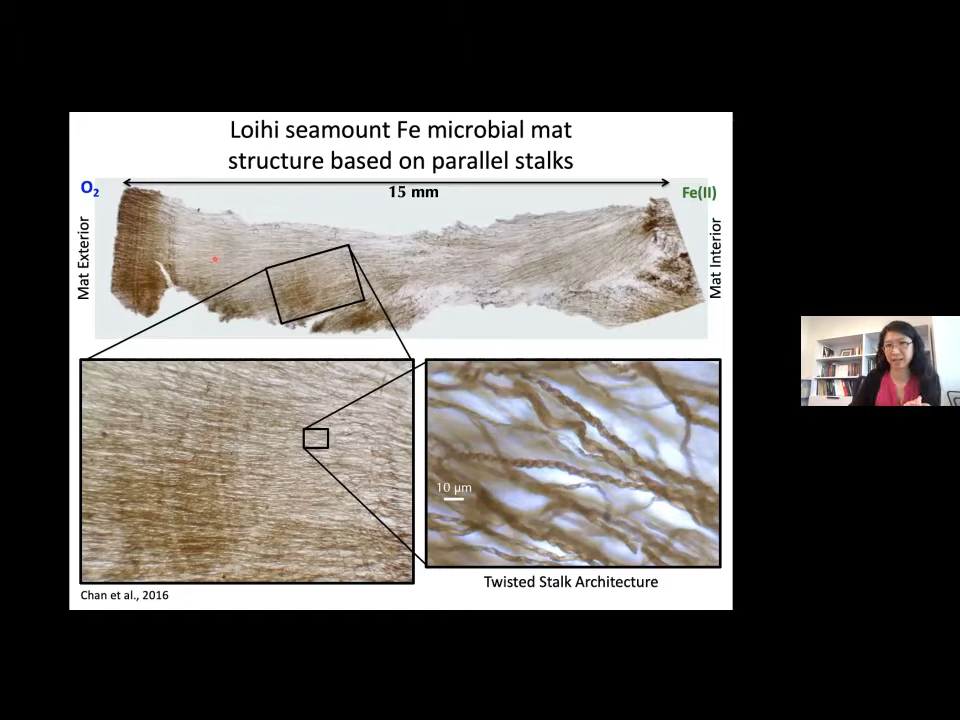 Loihi seamount Fe microbial mat
structure based on parallel stalks
O₂
15 mm
Fe(II)
Mat Exterior
Mat Interior
10 µm
Twisted Stalk Architecture
Chan et al., 2016